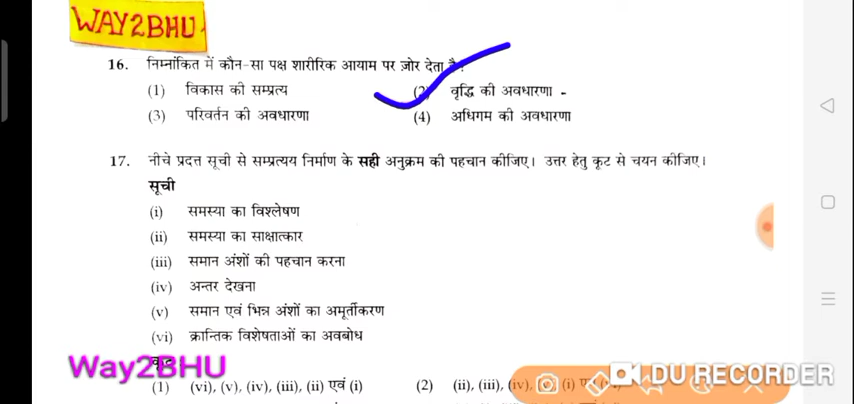 WAY2BHU
16. निम्नांकित में कौन-सा पक्ष शारीरिक आयाम पर ज़ोर देता है?
(1) विकास की सम्प्रत्य (2) वृद्धि की अवधारणा -
(3) परिवर्तन की अवधारणा (4) अधिगम की अवधारणा
17. नीचे प्रदत्त सूची से सम्प्रत्यय निर्माण के सही अनुक्रम की पहचान कीजिए। उत्तर हेतु कूट से चयन कीजिए।
सूची
(i) समस्या का विश्लेषण
(ii) समस्या का साक्षात्कार
(iii) समान अंशों की पहचान करना
(iv) अन्तर देखना
(v) समान एवं भिन्न अंशों का अमूर्तीकरण
(vi) क्रान्तिक विशेषताओं का अवबोध
Way2BHU
DU RECORDER
(1) (vi), (v), (iv), (iii), (ii) एवं (i) (2) (ii), (iii), (iv), (v), (i)